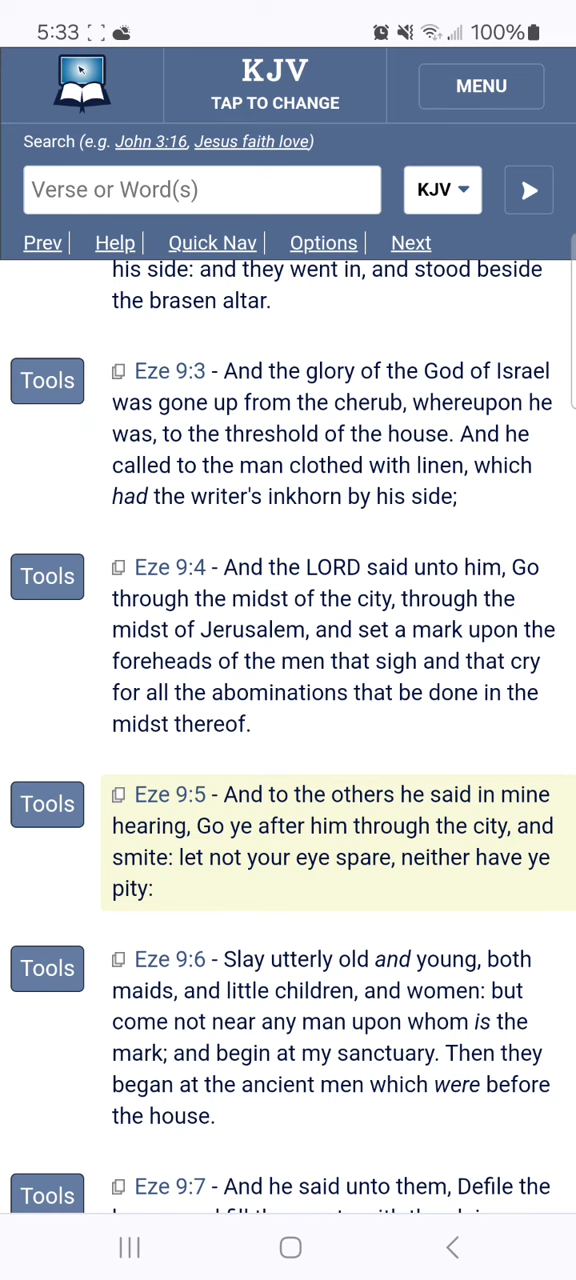 5:33
100%
KJV
TAP TO CHANGE
MENU
Search (e.g. John 3:16, Jesus faith love)
Verse or Word(s)
KJV
Prev| Help| Quick Nav| Options| Next
his side: and they went in, and stood beside
the brasen altar.
Tools
Eze 9:3 - And the glory of the God of Israel
was gone up from the cherub, whereupon he
was, to the threshold of the house. And he
called to the man clothed with linen, which
had the writer's inkhorn by his side;
Tools
Eze 9:4 - And the LORD said unto him, Go
through the midst of the city, through the
midst of Jerusalem, and set a mark upon the
foreheads of the men that sigh and that cry
for all the abominations that be done in the
midst thereof.
Tools
Eze 9:5 - And to the others he said in mine
hearing, Go ye after him through the city, and
smite: let not your eye spare, neither have ye
pity:
Tools
Eze 9:6 - Slay utterly old and young, both
maids, and little children, and women: but
come not near any man upon whom is the
mark; and begin at my sanctuary. Then they
began at the ancient men which were before
the house.
Tools
Eze 9:7 - And he said unto them, Defile the